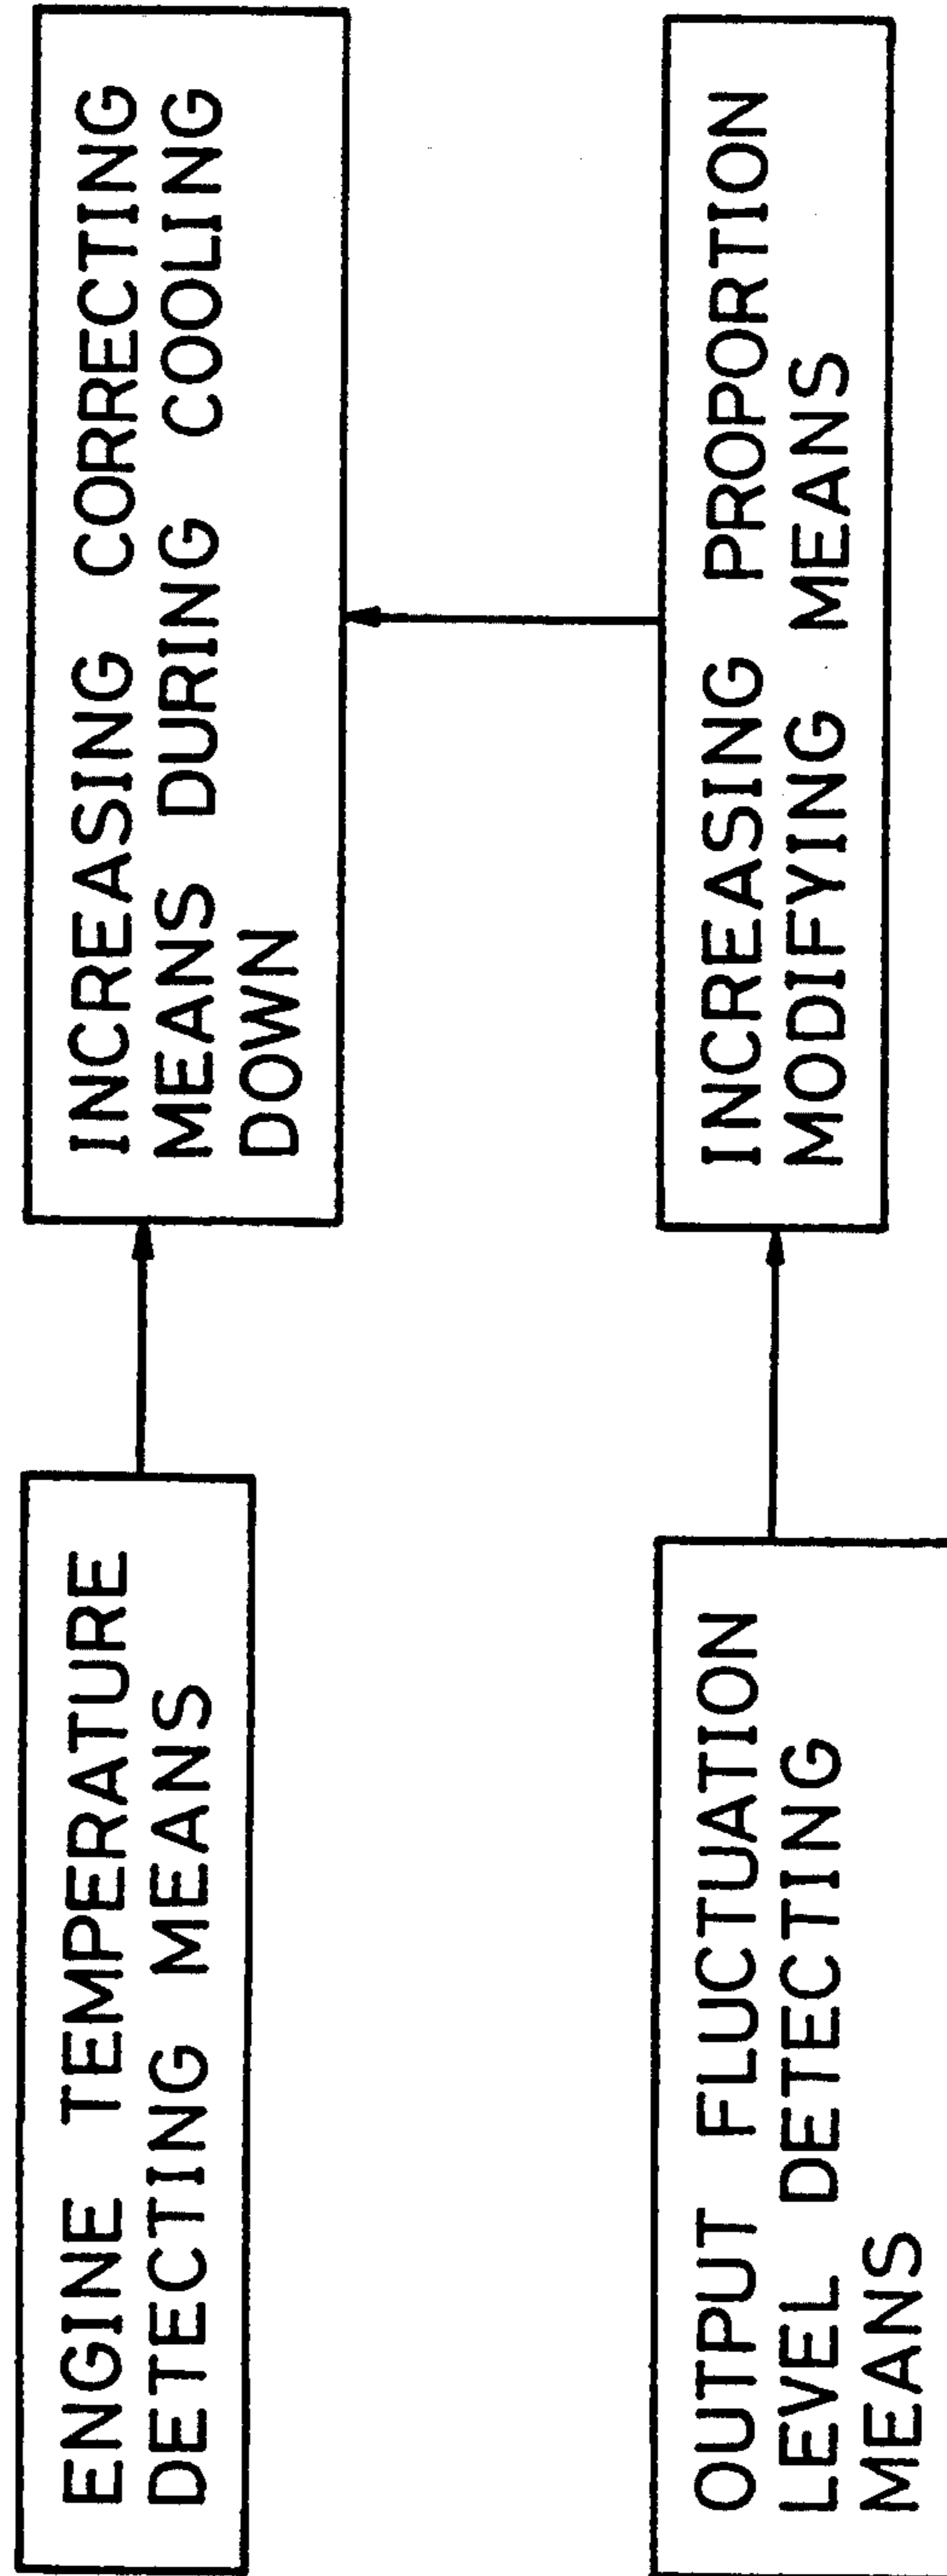 ENGINE TEMPERATURE
DETECTING MEANS
INCREASING CORRECTING
MEANS DURING COOLING
DOWN
OUTPUT FLUCTUATION
LEVEL DETECTING
MEANS
INCREASING PROPORTION
MODIFYING MEANS